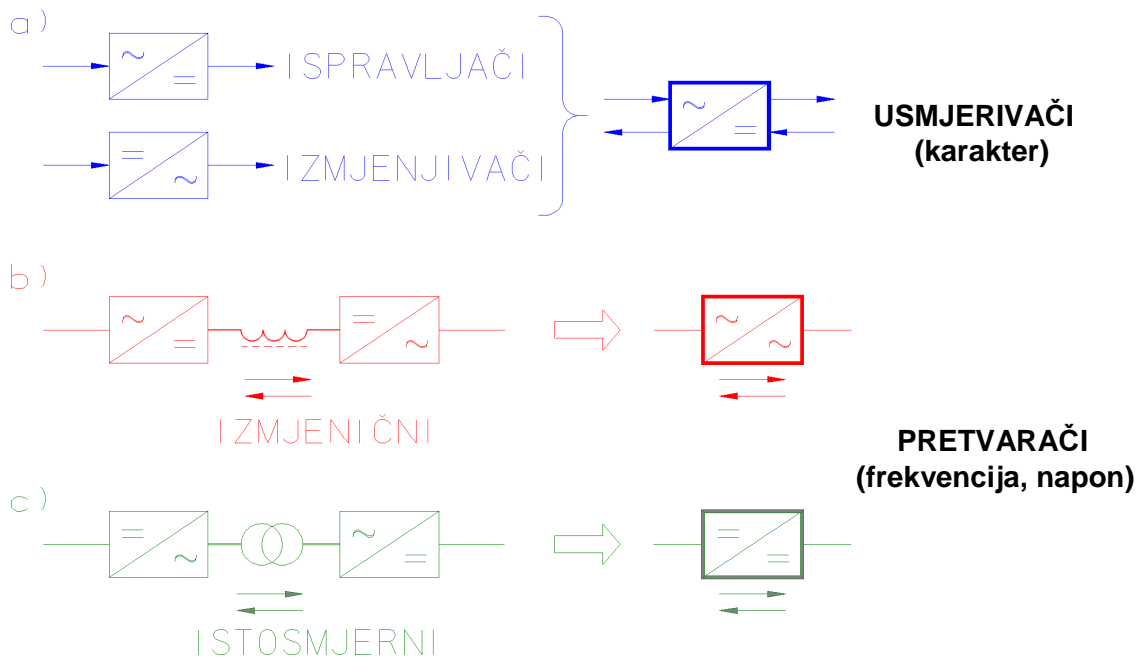 a)
ISPRAVLJAČI
IZMJENJIVAČI
USMJERIVAČI
(karakter)
b)
IZMJENIČNI
PRETVARAČI
(frekvencija, napon)
c)
ISTOSMJERNI